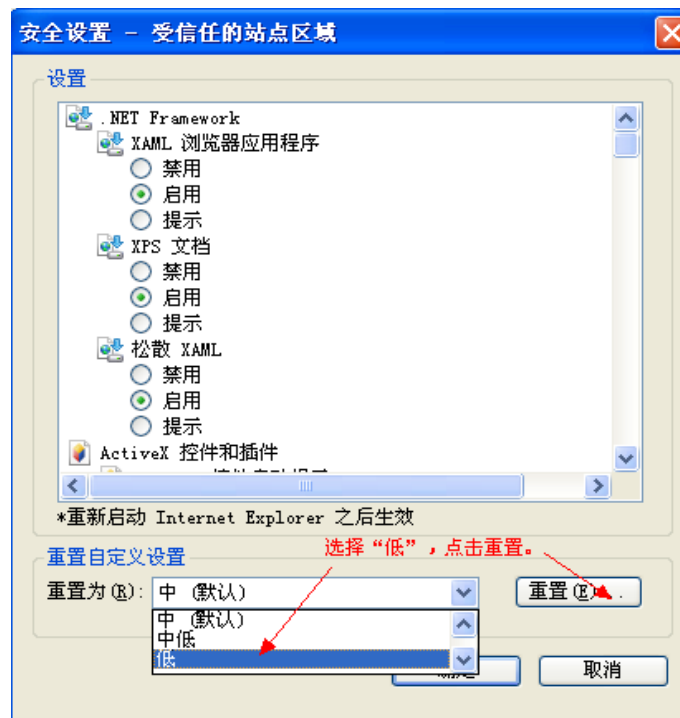 安全设置 - 受信任的站点区域
设置
.NET Framework
XAML 浏览器应用程序
禁用
启用
提示
XPS 文档
禁用
启用
提示
松散 XAML
禁用
启用
提示
ActiveX 控件和插件
*重新启动 Internet Explorer 之后生效
选择“低”，点击重置。
重置自定义设置
重置为(R): 中 (默认) 重置(E)...
中 (默认)
中低
低
取消